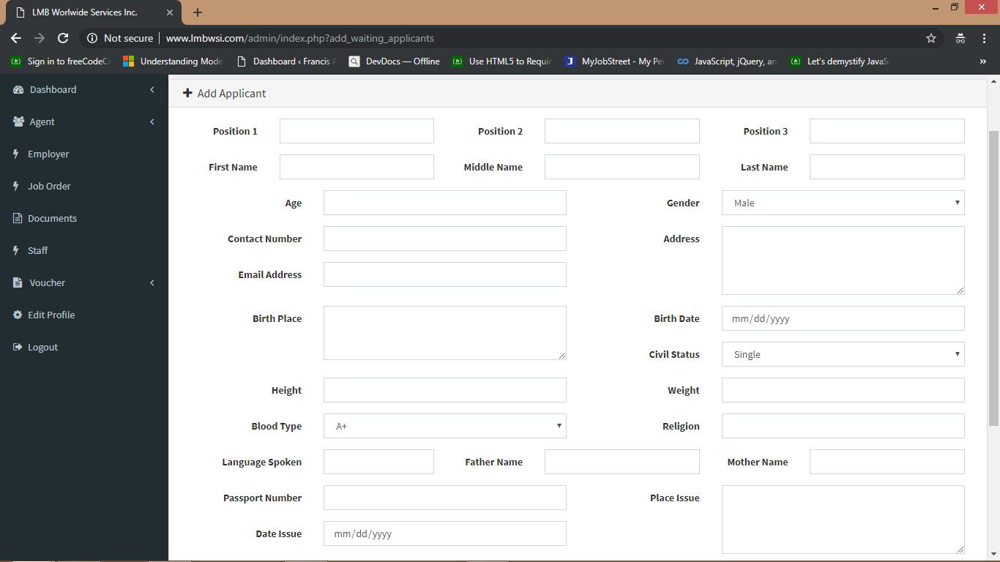 LMB Worlwide Services Inc.
Not secure | www.lmbwsi.com/admin/index.php?add_waiting_applicants
Sign in to freeCodeCa Understanding Mode Dashboard ‹ Francis A DevDocs — Offline Use HTML5 to Requir MyJobStreet - My Per JavaScript, jQuery, an Let's demystify JavaSc »
Dashboard
Agent
Employer
Job Order
Documents
Staff
Voucher
Edit Profile
Logout
Add Applicant
Position 1 Position 2 Position 3
First Name Middle Name Last Name
Age Gender Male
Contact Number Address
Email Address
Birth Place Birth Date mm/dd/yyyy
Civil Status Single
Height Weight
Blood Type A+ Religion
Language Spoken Father Name Mother Name
Passport Number Place Issue
Date Issue mm/dd/yyyy